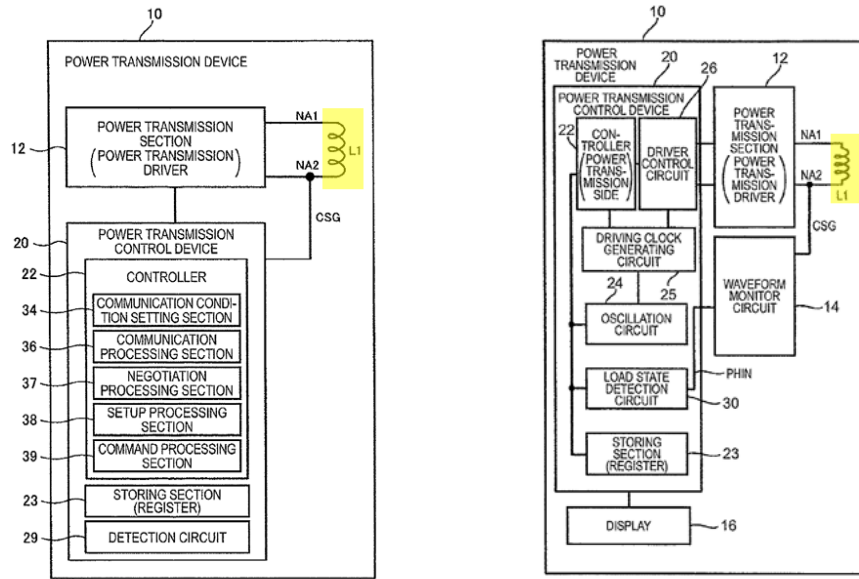 10
POWER TRANSMISSION DEVICE
NA1
POWER TRANSMISSION
SECTION
(POWER TRANSMISSION)
DRIVER
12
L1
NA2
CSG
20
POWER TRANSMISSION
CONTROL DEVICE
22
CONTROLLER
34
COMMUNICATION CONDI-
TION SETTING SECTION
36
COMMUNICATION
PROCESSING SECTION
37
NEGOTIATION
PROCESSING SECTION
38
SETUP PROCESSING
SECTION
39
COMMAND PROCESSING
SECTION
23
STORING SECTION
(REGISTER)
29
DETECTION CIRCUIT
10
POWER
TRANSMISSION
DEVICE
20
26
12
POWER TRANSMISSION
CONTROL DEVICE
22
CON-
TROLLER
(POWER
TRANS-
MISSION
SIDE)
DRIVER
CONTROL
CIRCUIT
POWER
TRANS-
MISSION
SECTION
(POWER
TRANS-
MISSION
DRIVER)
NA1
NA2
L1
CSG
DRIVING CLOCK
GENERATING
CIRCUIT
24
25
OSCILLATION
CIRCUIT
WAVEFORM
MONITOR
CIRCUIT
14
PHIN
LOAD STATE
DETECTION
CIRCUIT
30
STORING
SECTION
(REGISTER)
23
DISPLAY
16